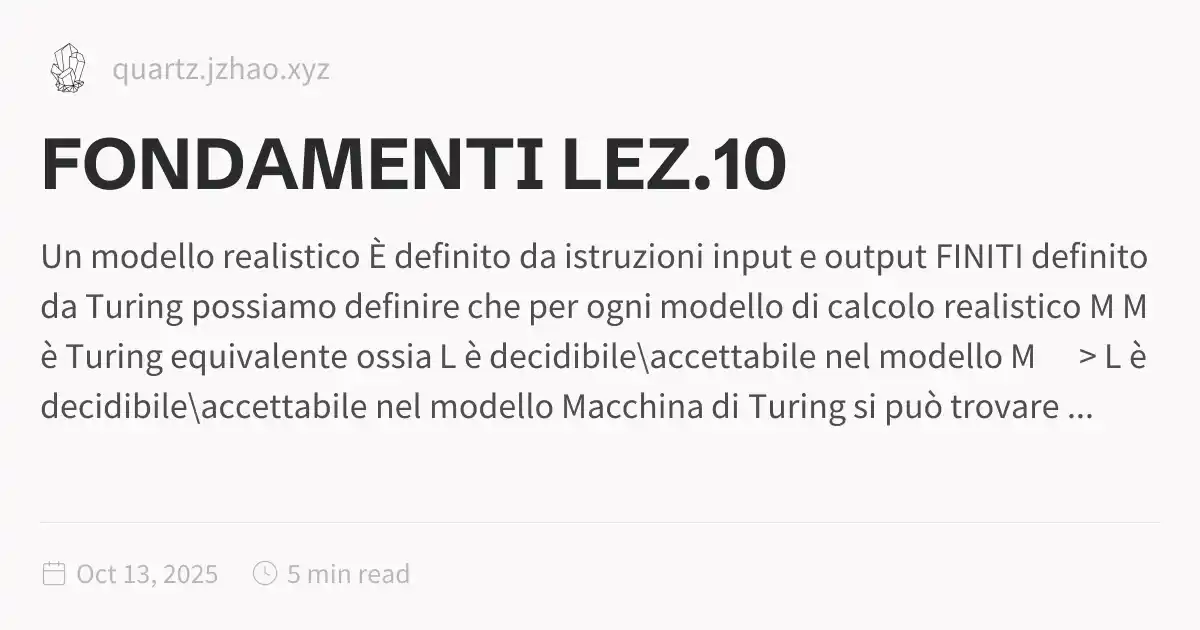 quartz.jzhao.xyz
FONDAMENTI LEZ.10
Un modello realistico È definito da istruzioni input e output FINITI definito
da Turing possiamo definire che per ogni modello di calcolo realistico M M
è Turing equivalente ossia L è decidibile\accettabile nel modello M > L è
decidibile\accettabile nel modello Macchina di Turing si può trovare ...
Oct 13, 2025 5 min read